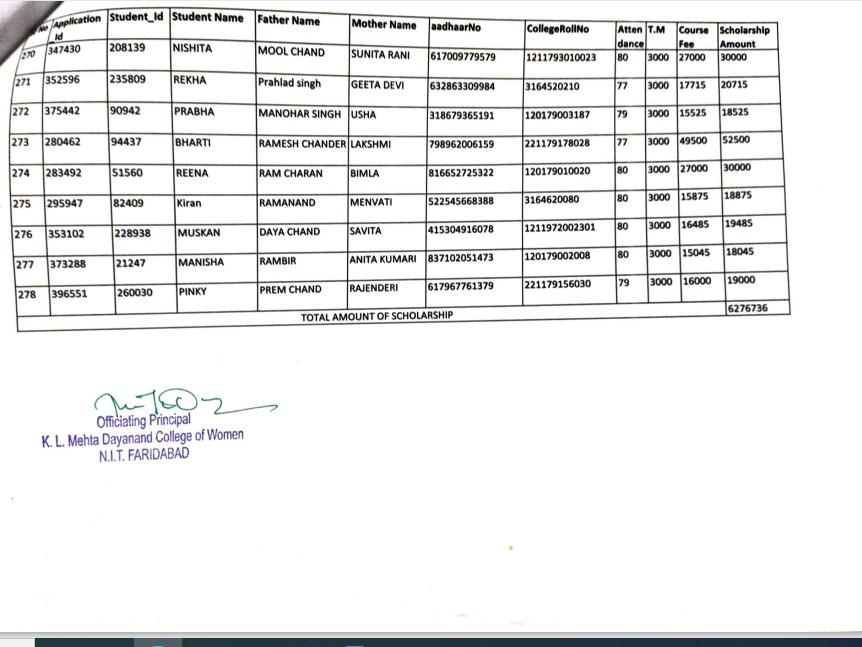 No Application Id Student_Id Student Name Father Name Mother Name aadhaarNo CollegeRollNo Atten dance T.M Course Fee Scholarship Amount
270 347430 208139 NISHITA MOOL CHAND SUNITA RANI 617009779579 1211793010023 80 3000 27000 30000
271 352596 235809 REKHA Prahlad singh GEETA DEVI 632863309984 3164520210 77 3000 17715 20715
272 375442 90942 PRABHA MANOHAR SINGH USHA 318679365191 120179003187 79 3000 15525 18525
273 280462 94437 BHARTI RAMESH CHANDER LAKSHMI 798962006159 221179178028 77 3000 49500 52500
274 283492 51560 REENA RAM CHARAN BIMLA 816652725322 120179010020 80 3000 27000 30000
275 295947 82409 Kiran RAMANAND MENVATI 522545668388 3164620080 80 3000 15875 18875
276 353102 228938 MUSKAN DAYA CHAND SAVITA 415304916078 1211972002301 80 3000 16485 19485
277 373288 21247 MANISHA RAMBIR ANITA KUMARI 837102051473 120179002008 80 3000 15045 18045
278 396551 260030 PINKY PREM CHAND RAJENDERI 617967761379 221179156030 79 3000 16000 19000
TOTAL AMOUNT OF SCHOLARSHIP 6276736
Officiating Principal
K. L. Mehta Dayanand College of Women
N.I.T. FARIDABAD